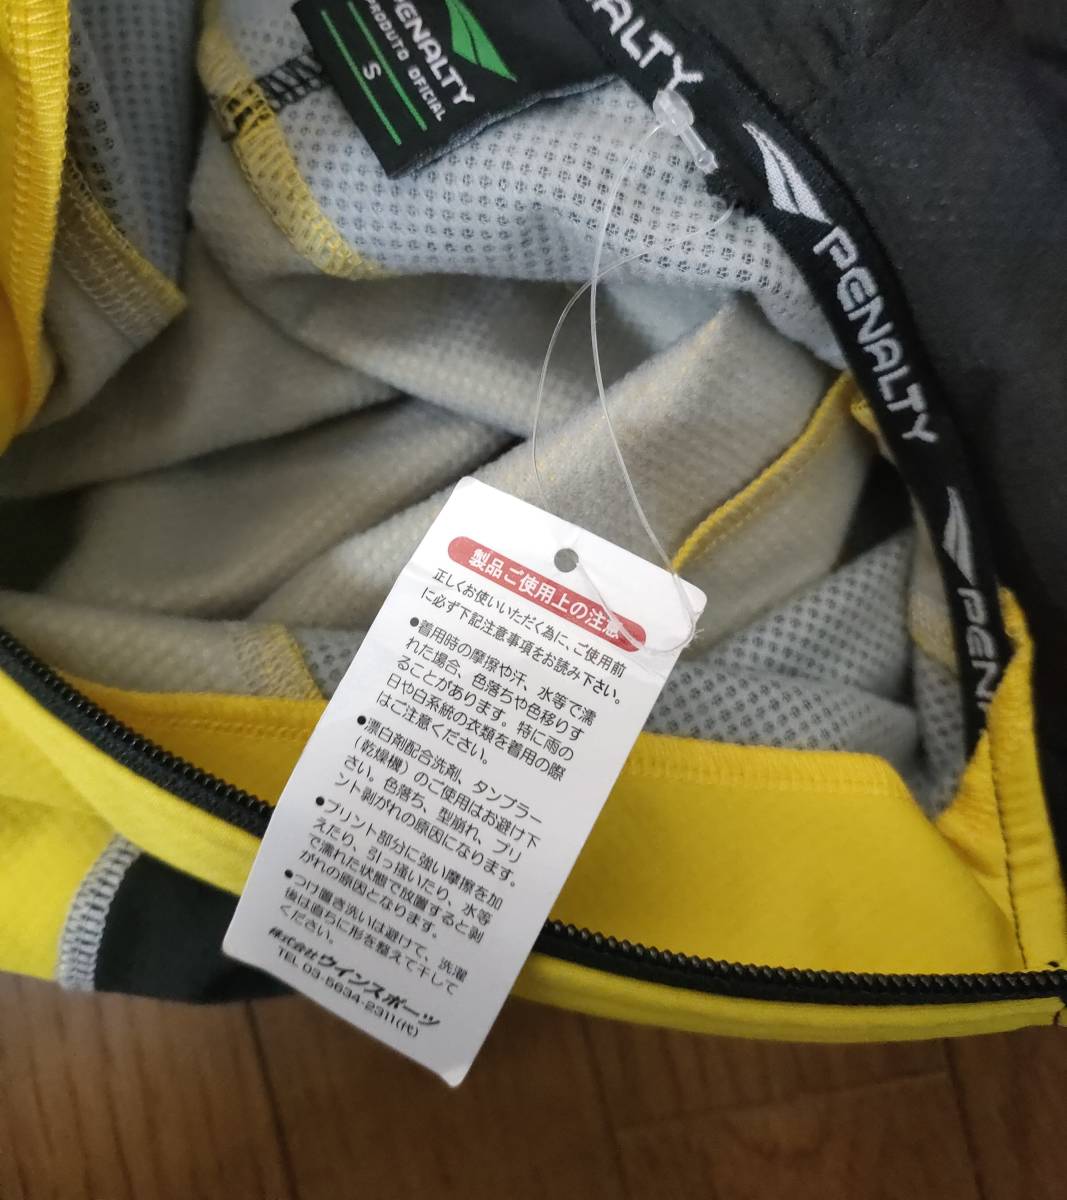 PENALTY
PRODUTO OFICIAL
S
ENALTY
PENALTY
PENA
製品ご使用上の注意
正しくお使いいただく為に、ご使用前
に必ず下記注意事項をお読み下さい。
●着用時の摩擦や汗、水等で濡
れた場合、色落ちや色移りす
ることがあります。特に雨の
日や白系統の衣類を着用の際
はご注意ください。
●漂白剤配合洗剤、タンブラー
(乾燥機)のご使用はお避け下
さい。色落ち、型崩れ、プリ
ント剥がれの原因になります。
●プリント部分に強い摩擦を加
えたり、引っ掻いたり、水等
で濡れた状態で放置すると剥
がれの原因となります。
●つけ置き洗いは避けて、洗濯
後は直ちに形を整えて干して
ください。
株式会社ウインスポーツ
TEL 03-5634-2311(代)